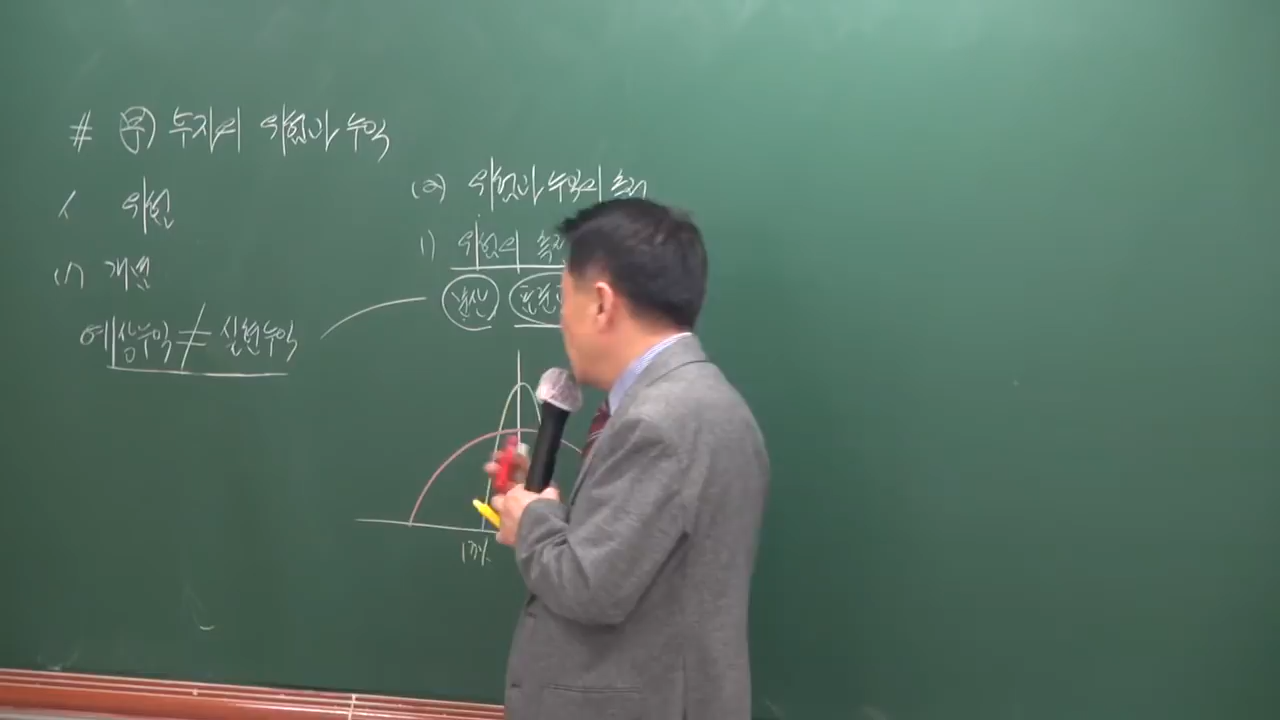 # 부) 투자의 위험과 수익
1. 위험
(1) 개념
예상수익 ≠ 실현수익
(2) 위험과 수익의 측정
1) 위험의 측
분산 표준